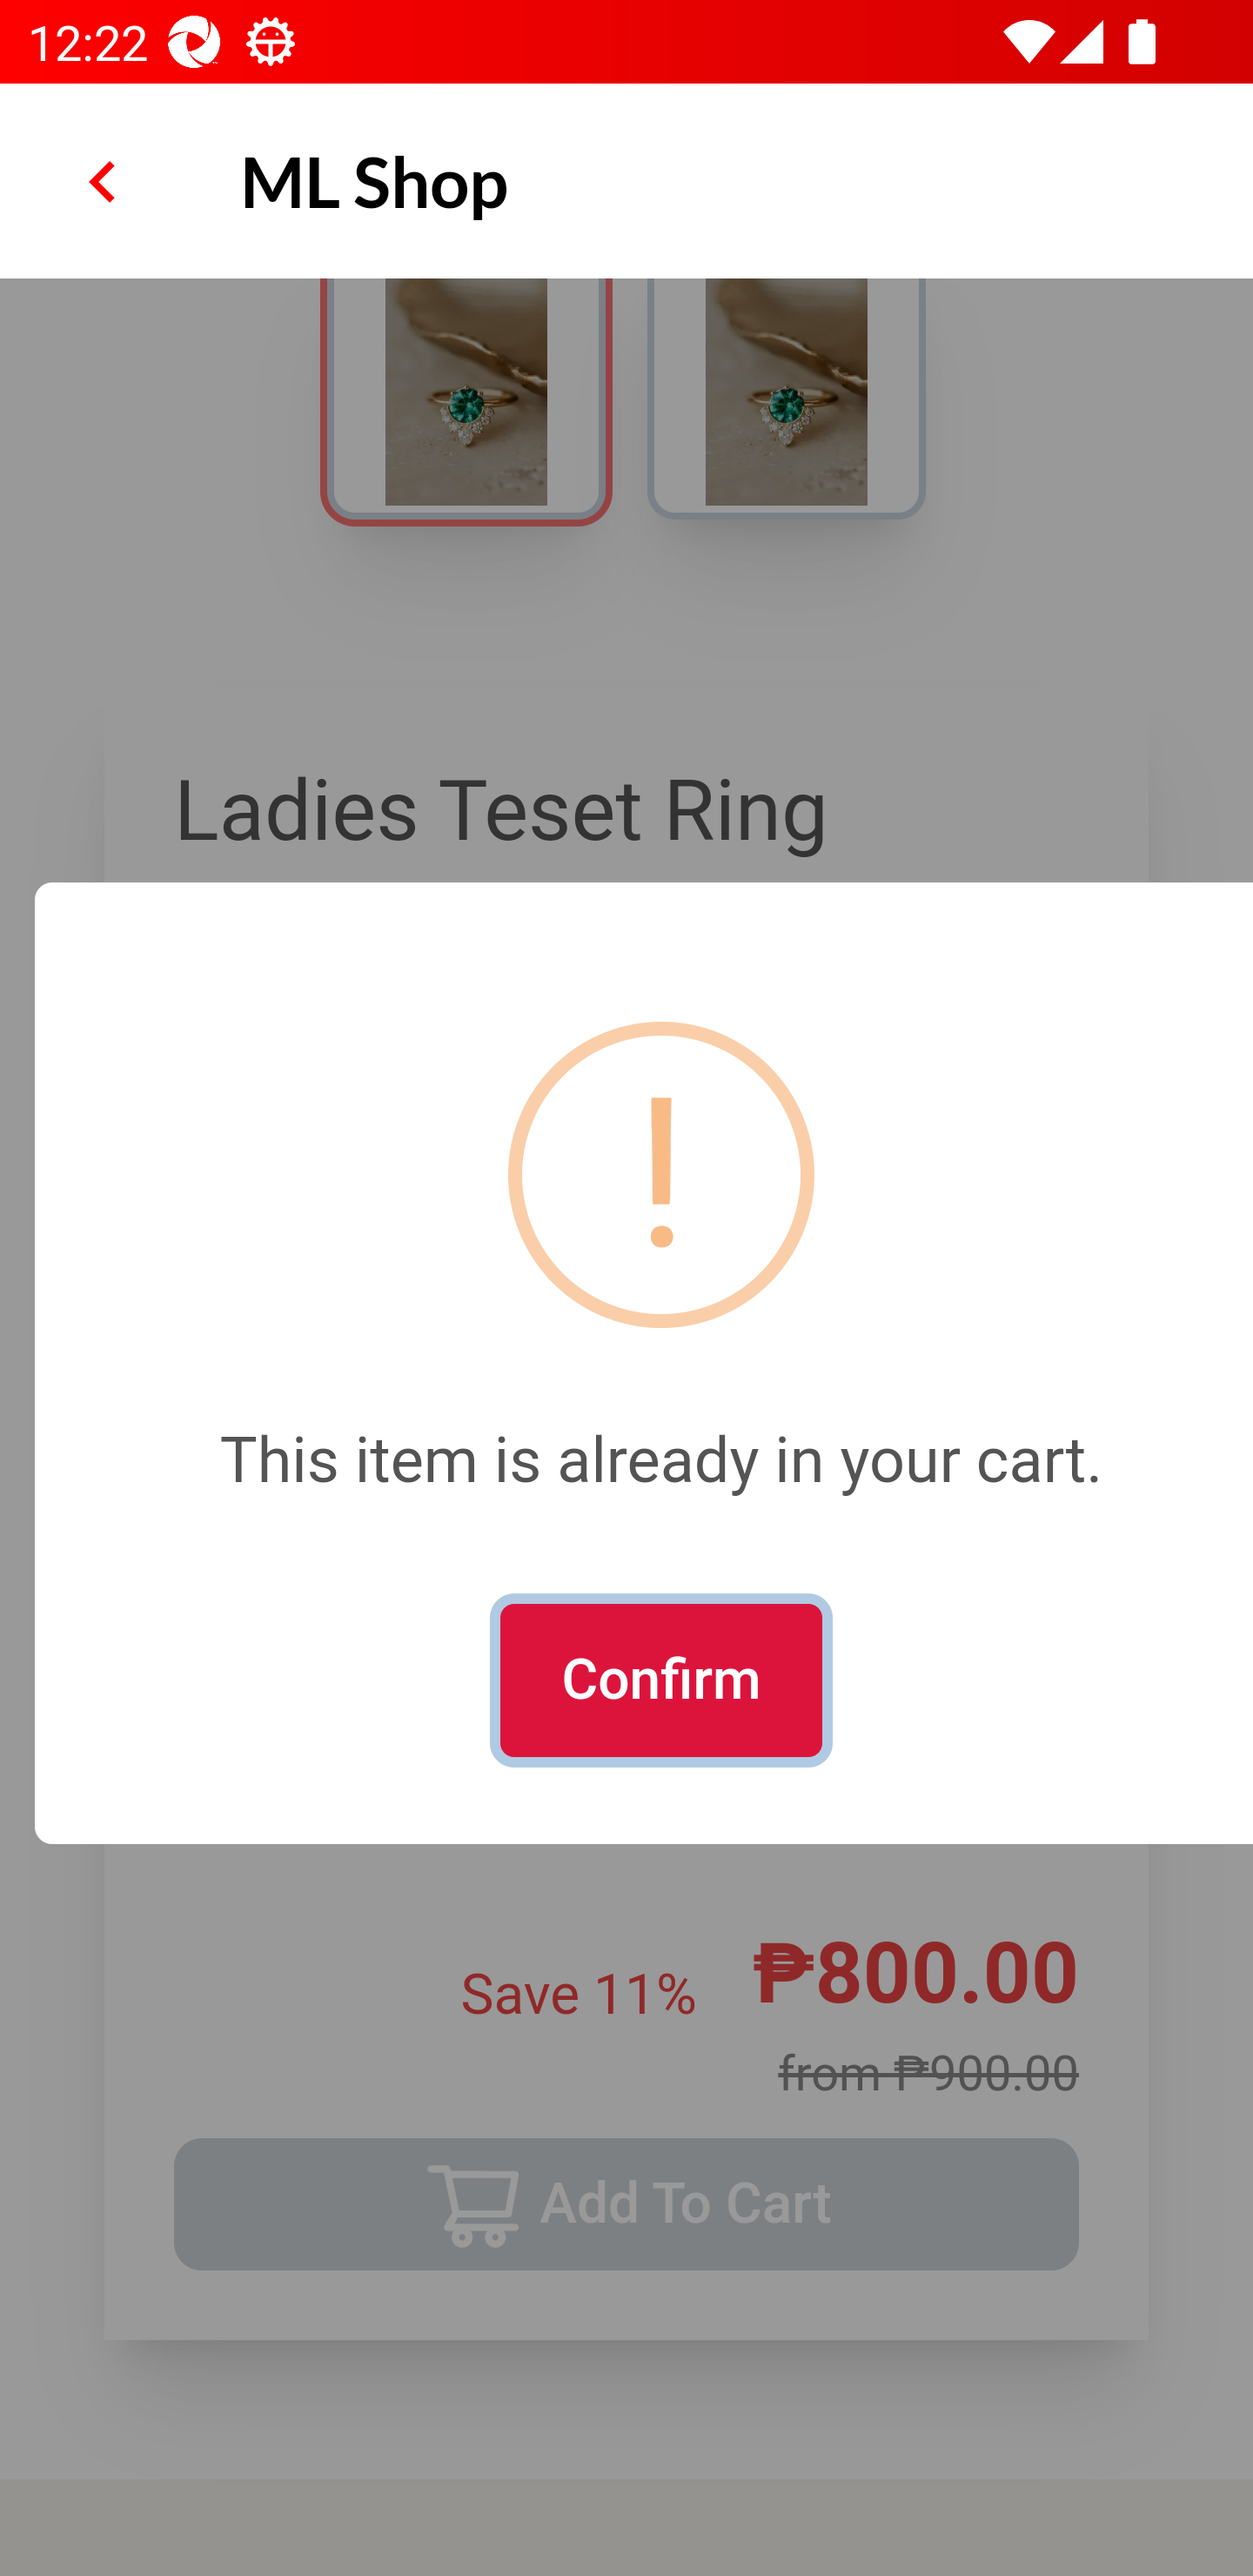 12:22
ML Shop
Ladies Teset Ring
!
This item is already in your cart.
Confirm
Save 11% ₱800.00
from ₱900.00
Add To Cart